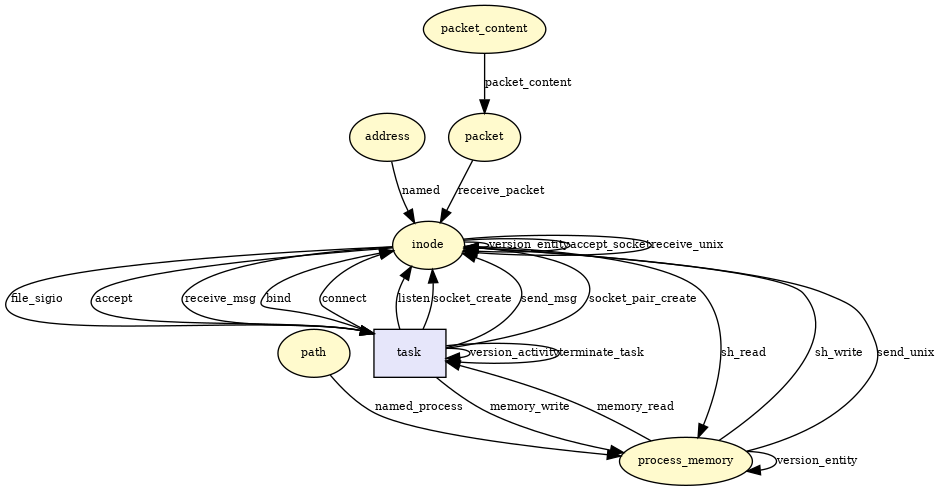 packet_content
packet_content
address
packet
named
receive_packet
inode
version_entity
accept_socket
receive_unix
file_sigio
accept
receive_msg
bind
connect
listen
socket_create
send_msg
socket_pair_create
path
task
version_activity
terminate_task
sh_read
sh_write
send_unix
named_process
memory_write
memory_read
process_memory
version_entity